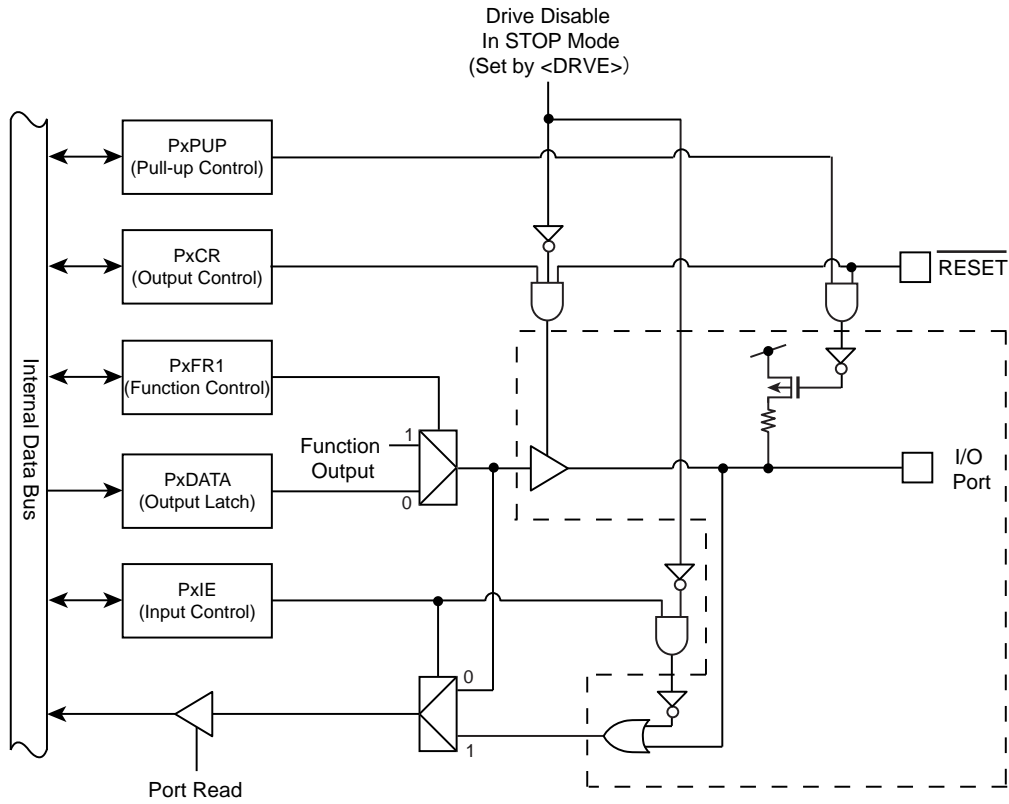 Drive Disable
In STOP Mode
(Set by <DRVE>)
PxPUP
(Pull-up Control)
PxCR
(Output Control)
RESET
PxFR1
(Function Control)
Internal Data Bus
1
Function
Output
0
PxDATA
(Output Latch)
I/O
Port
PxIE
(Input Control)
0
1
Port Read